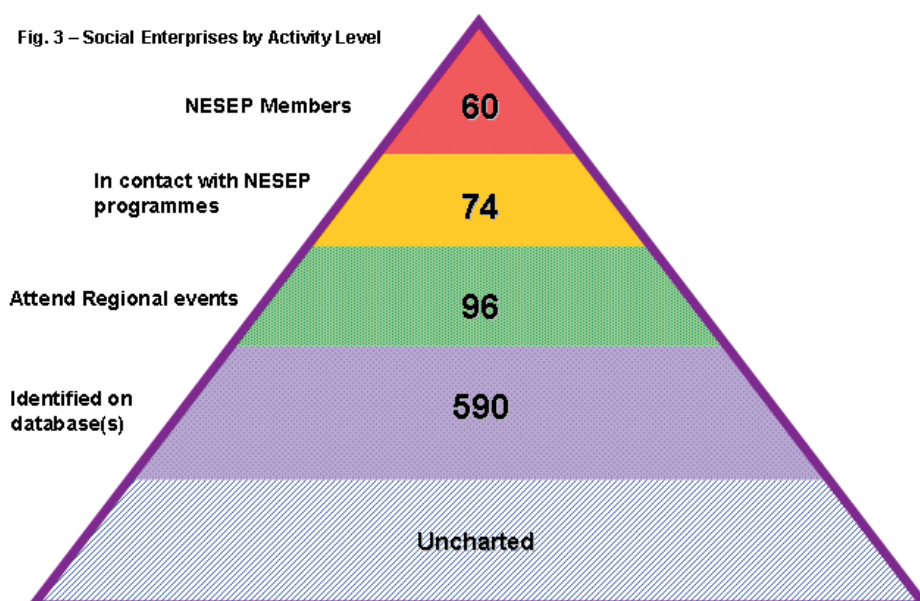 Fig. 3 – Social Enterprises by Activity Level
NESEP Members
60
In contact with NESEP
programmes
74
Attend Regional events
96
Identified on
database(s)
590
Uncharted